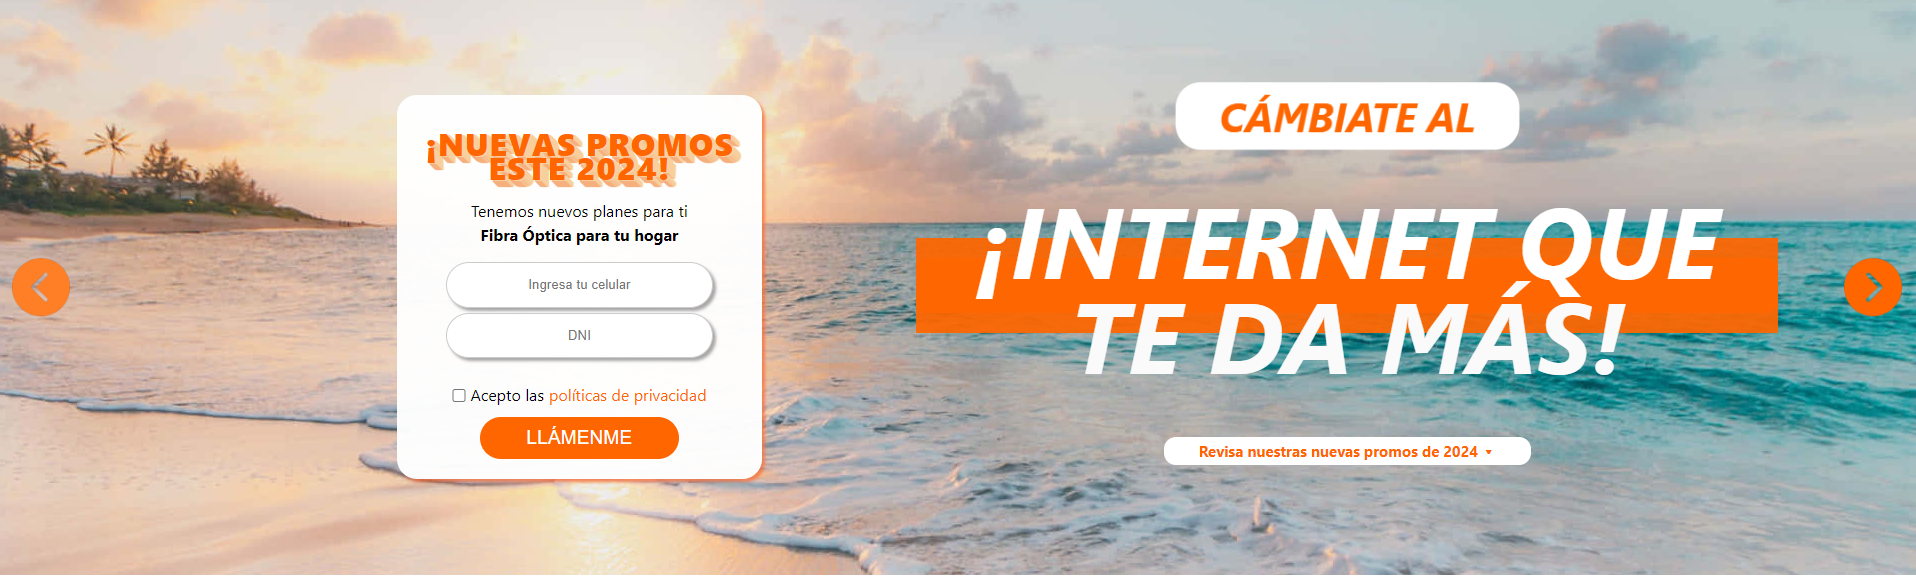 ¡NUEVAS PROMOS
ESTE 2024!
Tenemos nuevos planes para ti
Fibra Óptica para tu hogar
Ingresa tu celular
DNI
Acepto las políticas de privacidad
LLÁMENME
CÁMBIATE AL
¡INTERNET QUE
TE DA MÁS!
Revisa nuestras nuevas promos de 2024